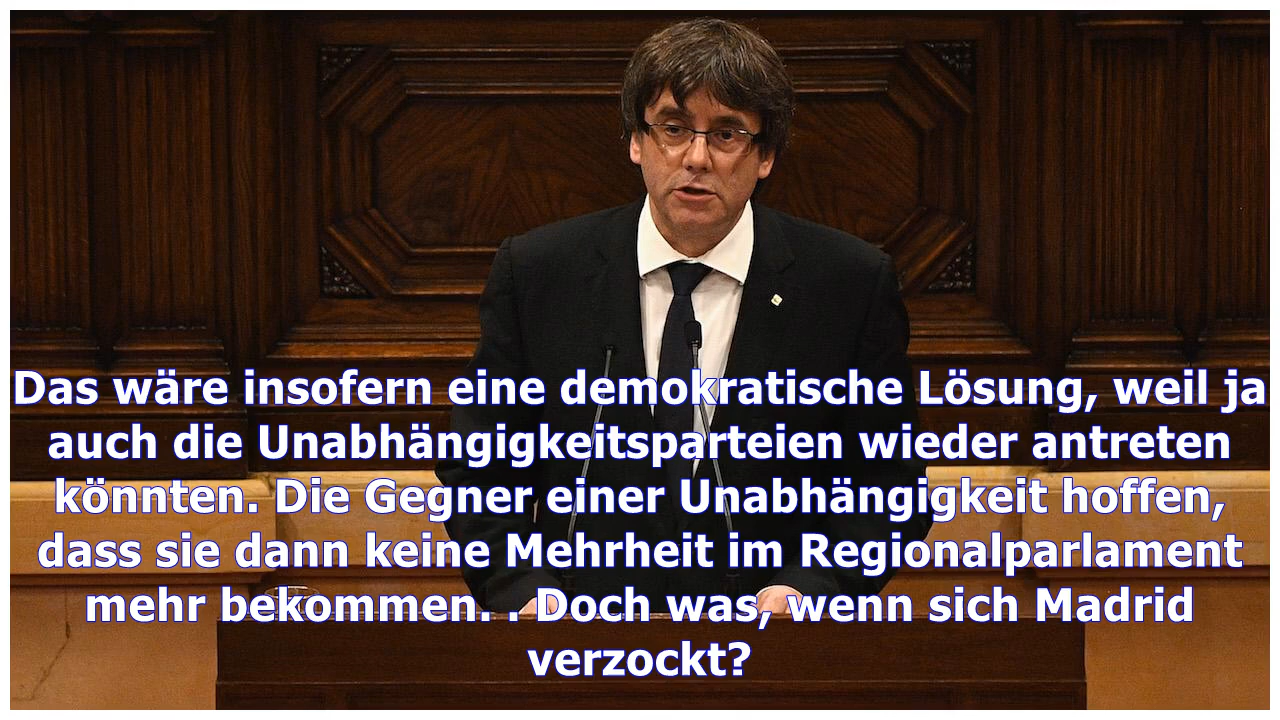 Das wäre insofern eine demokratische Lösung, weil ja
auch die Unabhängigkeitsparteien wieder antreten
könnten. Die Gegner einer Unabhängigkeit hoffen,
dass sie dann keine Mehrheit im Regionalparlament
mehr bekommen. . Doch was, wenn sich Madrid
verzockt?